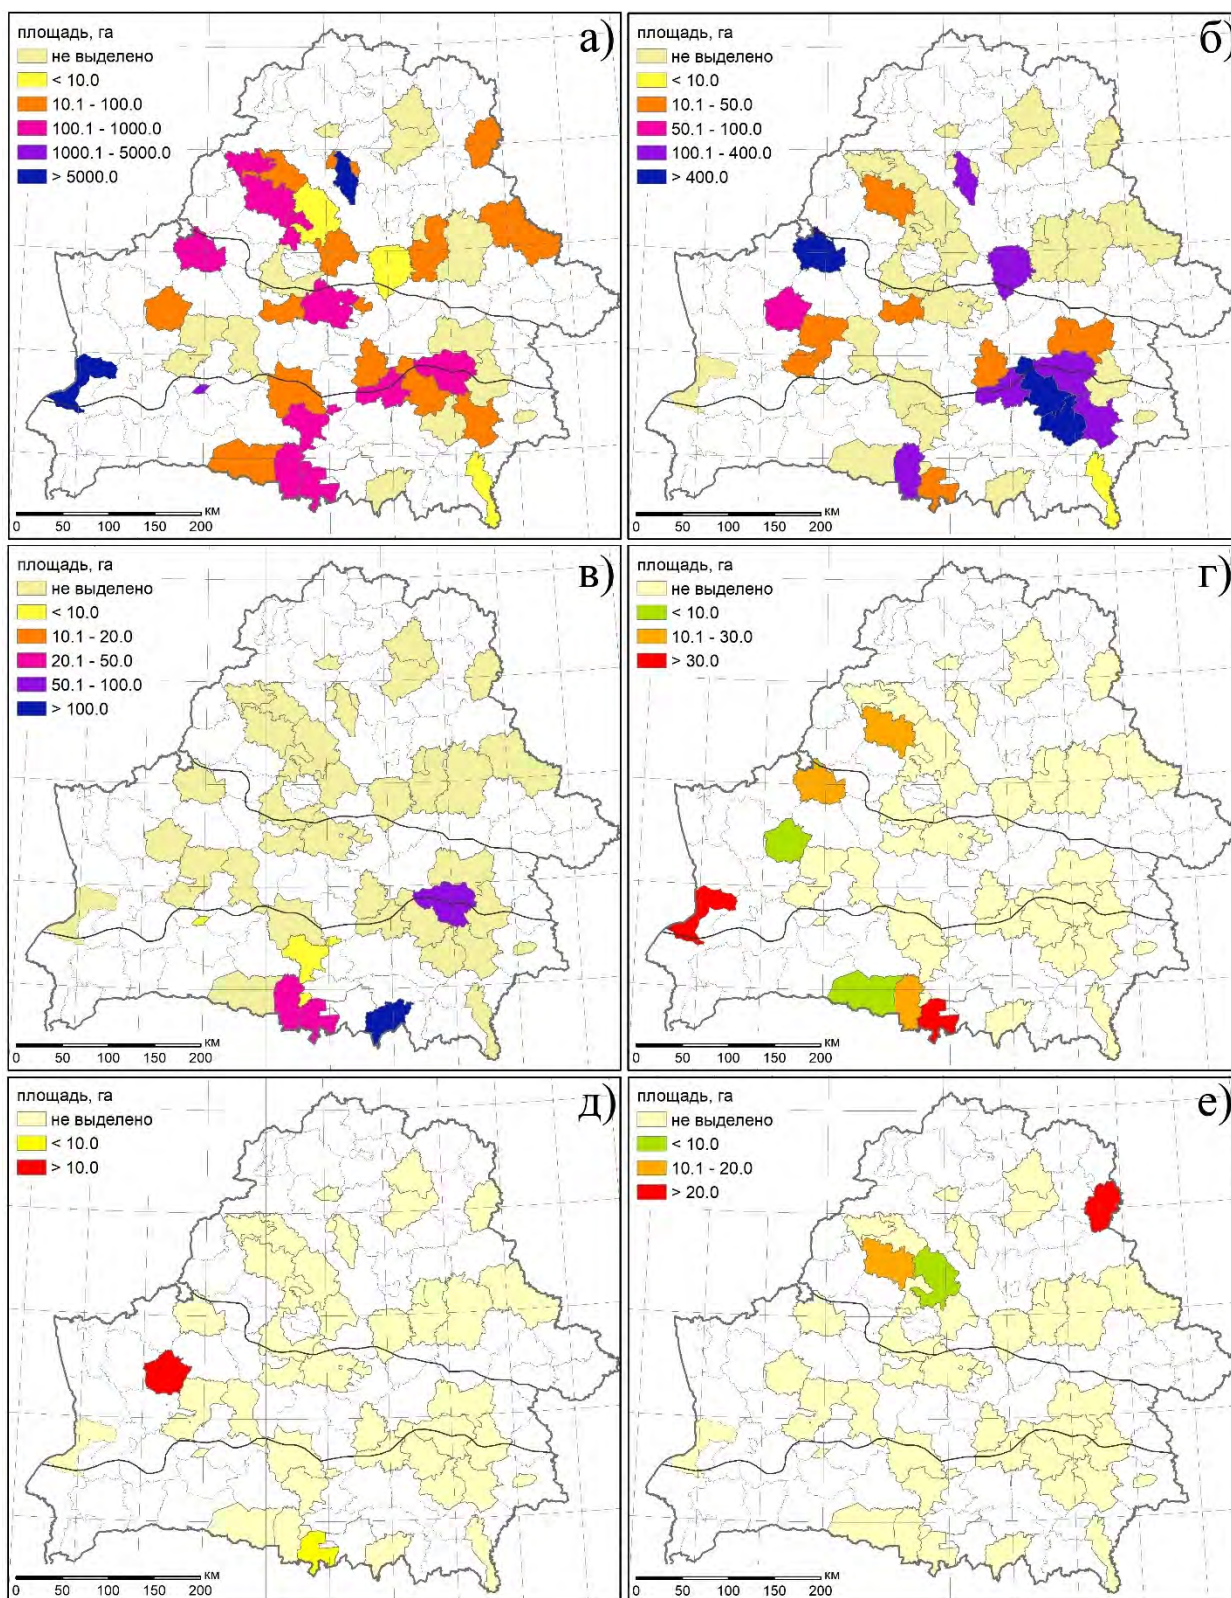 а)
площадь, га
не выделено
< 10.0
10.1 - 100.0
100.1 - 1000.0
1000.1 - 5000.0
> 5000.0
0 50 100 150 200 км
б)
площадь, га
не выделено
< 10.0
10.1 - 50.0
50.1 - 100.0
100.1 - 400.0
> 400.0
0 50 100 150 200 км
в)
площадь, га
не выделено
< 10.0
10.1 - 20.0
20.1 - 50.0
50.1 - 100.0
> 100.0
0 50 100 150 200 км
г)
площадь, га
не выделено
< 10.0
10.1 - 30.0
> 30.0
0 50 100 150 200 км
д)
площадь, га
не выделено
< 10.0
> 10.0
0 50 100 150 200 км
е)
площадь, га
не выделено
< 10.0
10.1 - 20.0
> 20.0
0 50 100 150 200 км